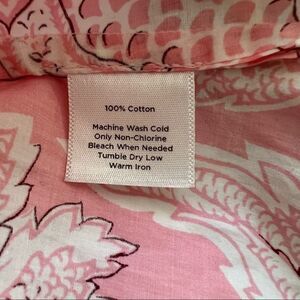 100% Cotton
Machine Wash Cold
Only Non-Chlorine
Bleach When Needed
Tumble Dry Low
Warm Iron